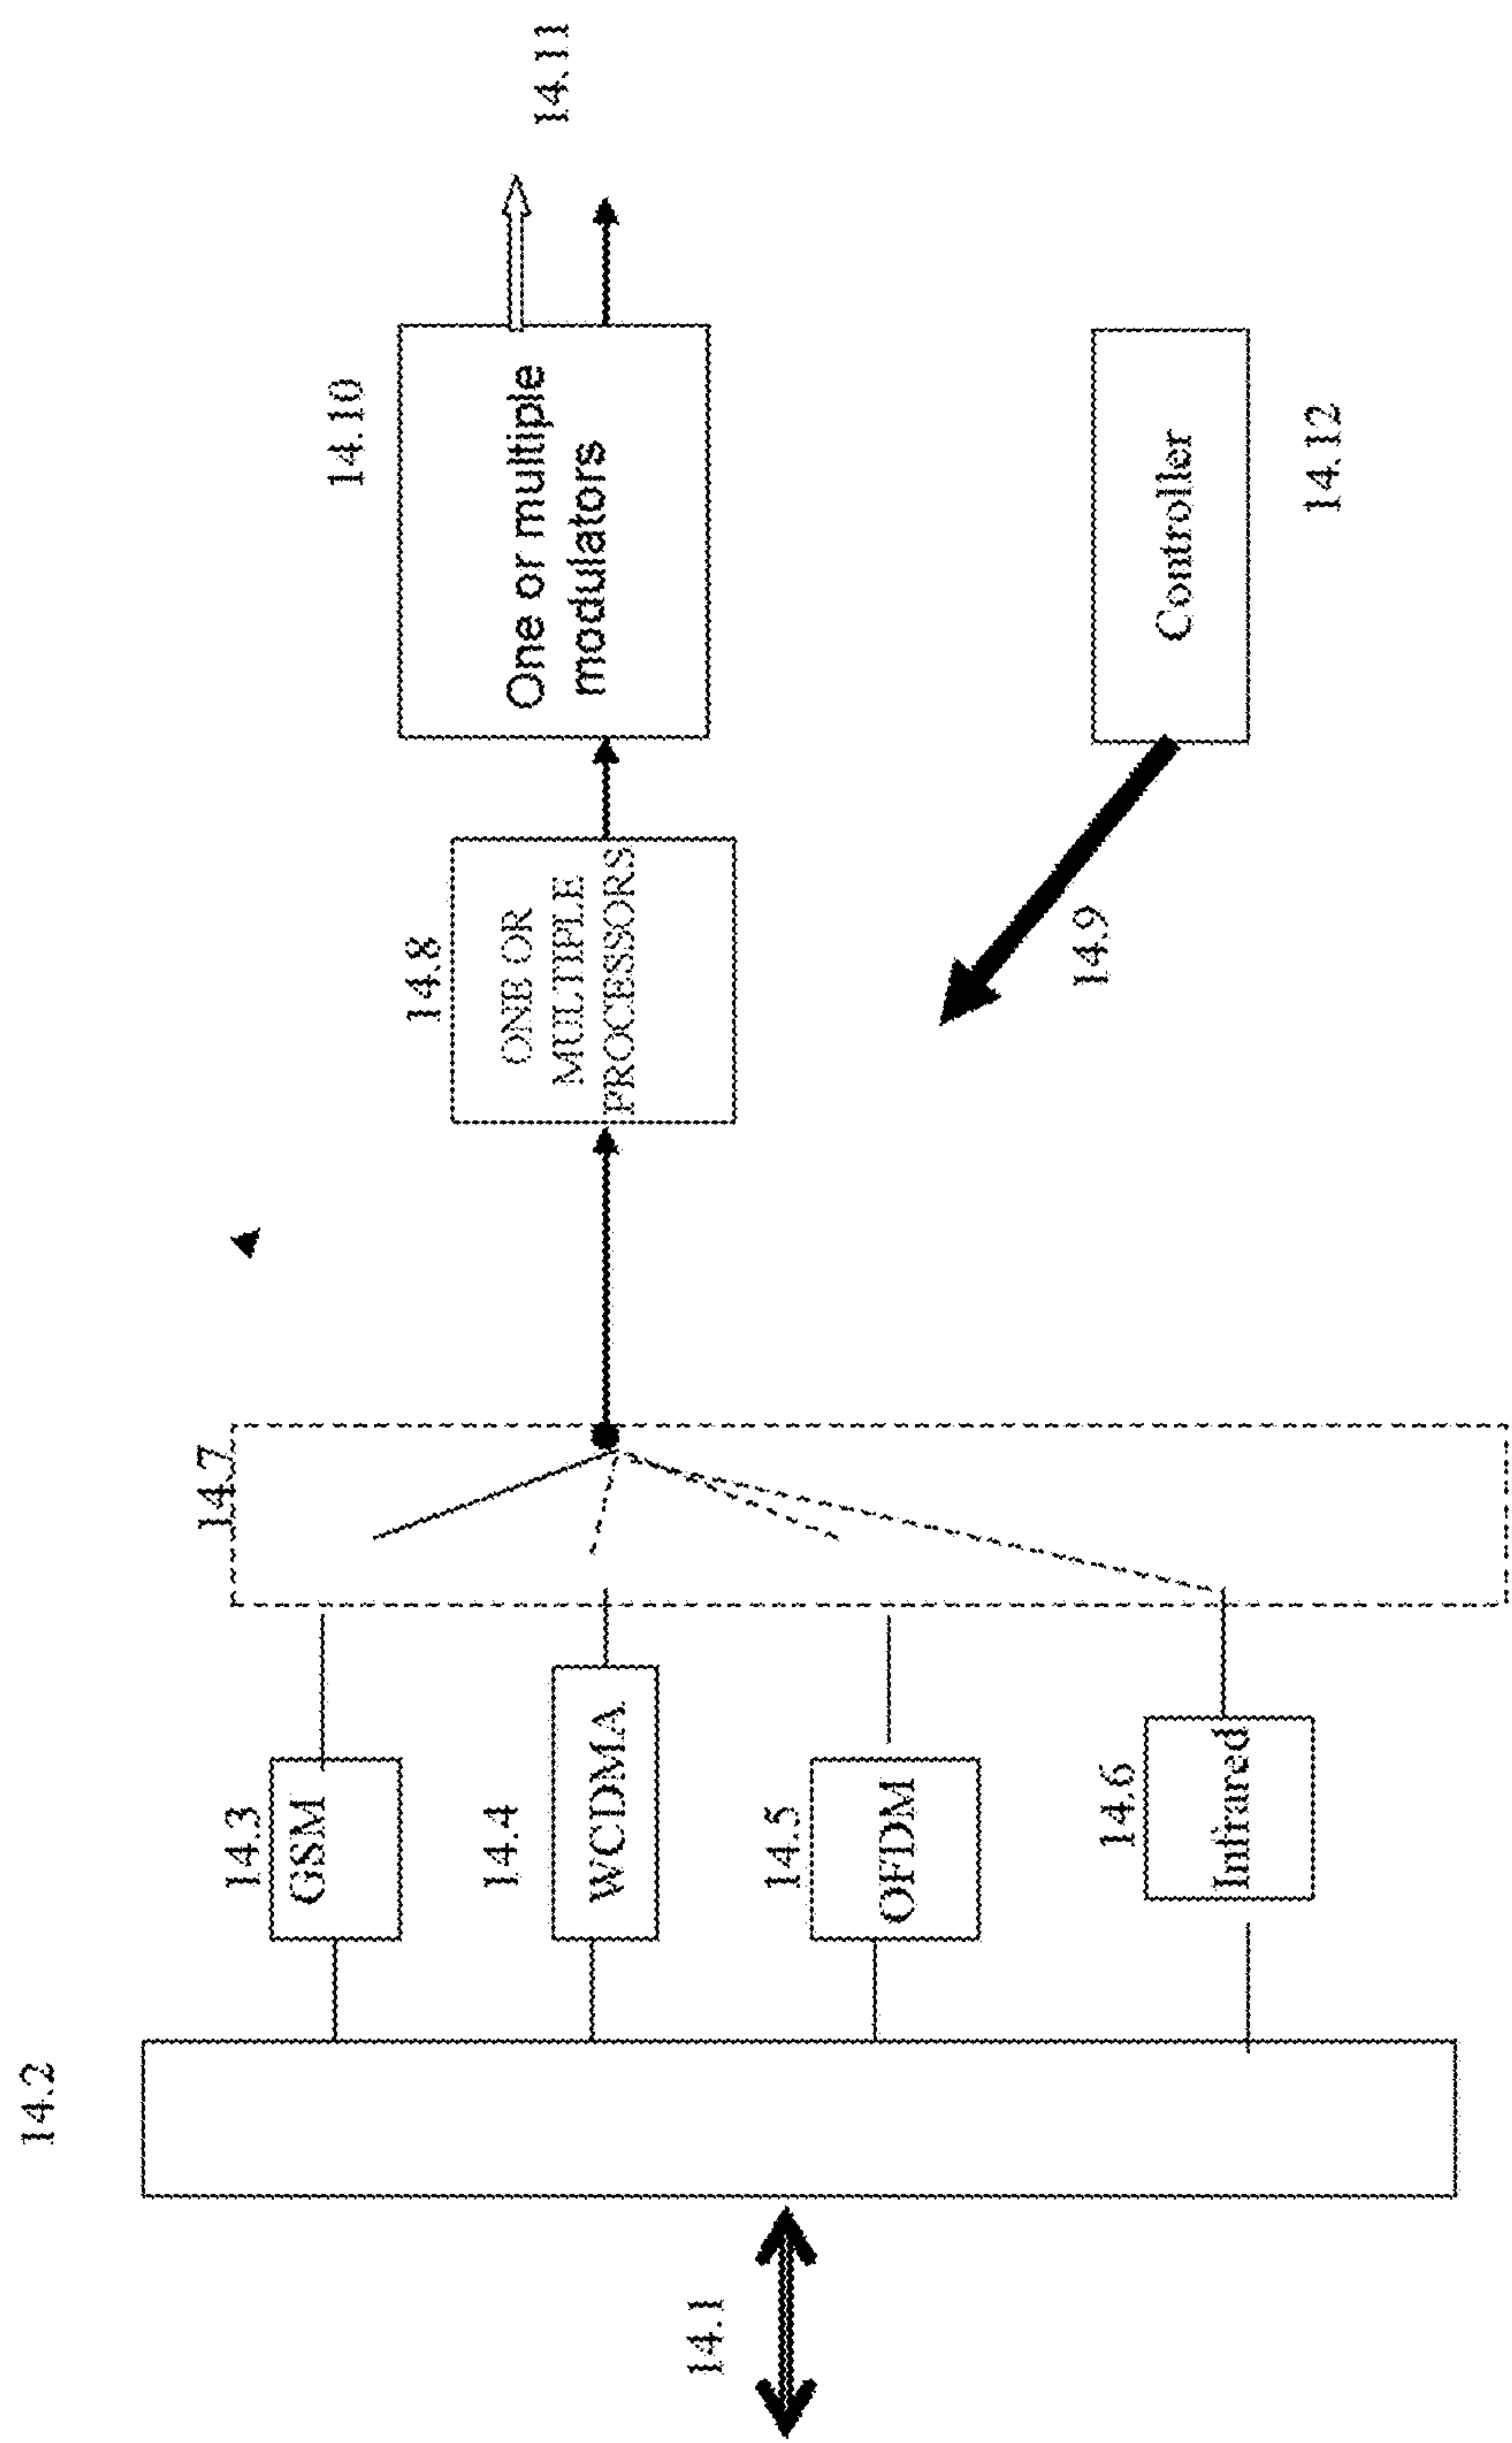 14.1
14.2
14.3
GSM
14.4
WCDMA
14.5
OFDM
14.6
Infrared
14.7
14.8
ONE OR
MULTIPLE
PROCESSORS
14.9
14.10
One or multiple
modulators
14.11
Controller
14.12